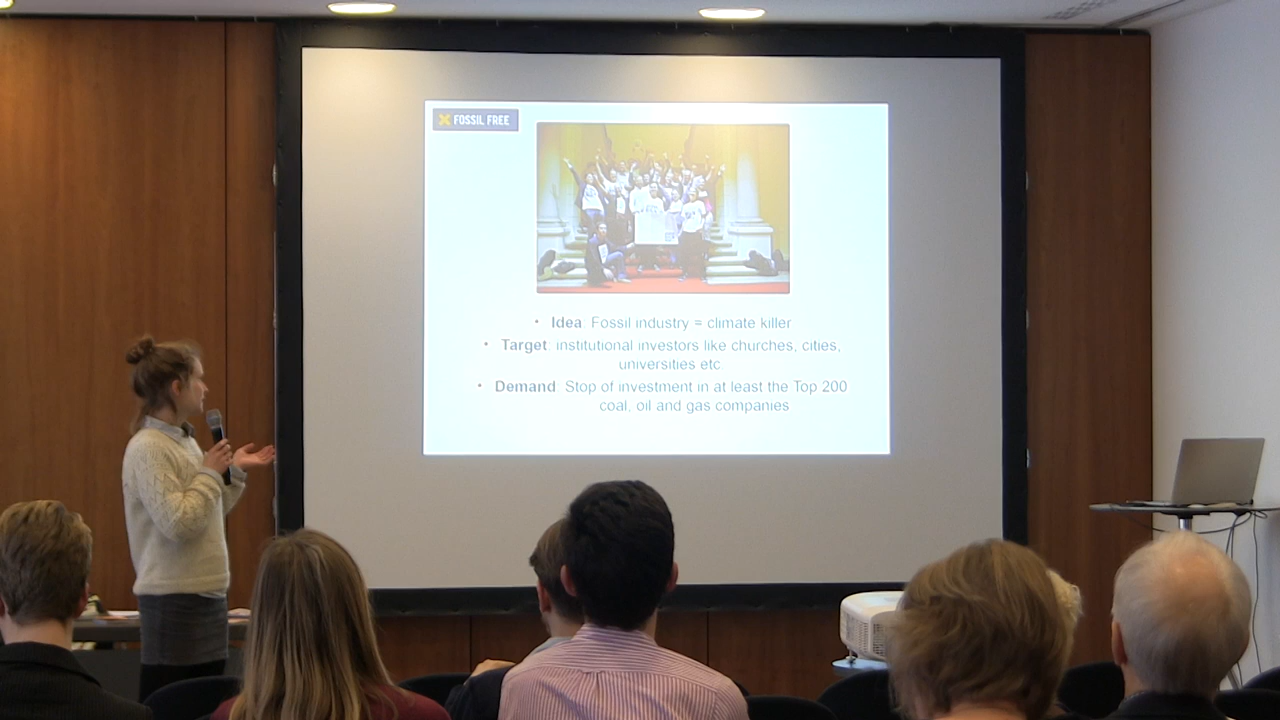 FOSSIL FREE
• Idea: Fossil industry = climate killer
• Target: institutional investors like churches, cities,
universities etc.
• Demand: Stop of investment in at least the Top 200
coal, oil and gas companies